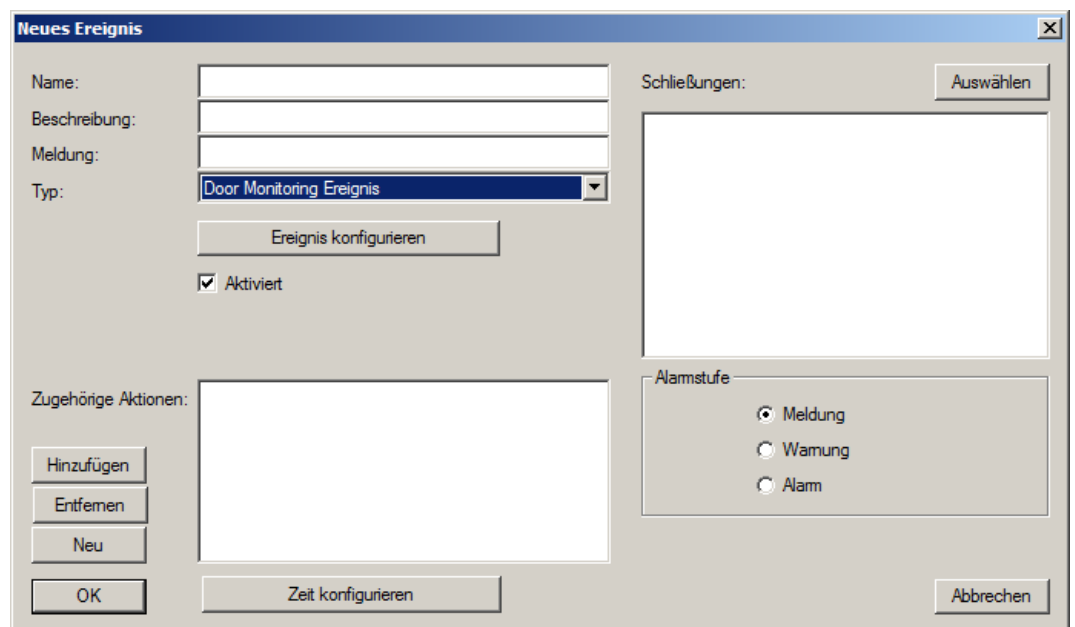 Neues Ereignis
Name:
Beschreibung:
Meldung:
Typ:
Door Monitoring Ereignis
Ereignis konfigurieren
Aktiviert
Schließungen:
Auswählen
Zugehörige Aktionen:
Hinzufügen
Entfernen
Neu
OK
Zeit konfigurieren
Alarmstufe
Meldung
Warnung
Alarm
Abbrechen